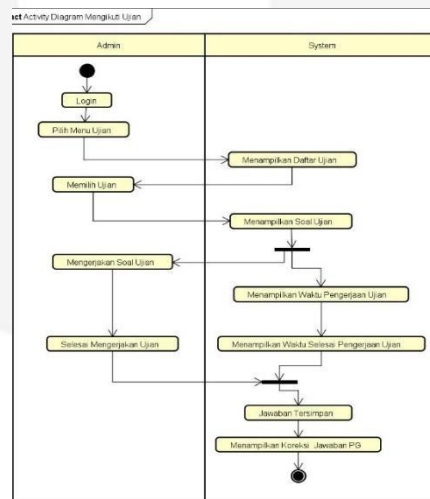 act Activity Diagram Mengikuti Ujian
Admin
System
Login
Pilih Menu Ujian
Menampilkan Daftar Ujian
Memilih Ujian
Menampilkan Soal Ujian
Mengerjakan Soal Ujian
Menampilkan Waktu Pengerjaan Ujian
Selesai Mengerjakan Ujian
Menampilkan Waktu Selesai Pengerjaan Ujian
Jawaban Tersimpan
Menampilkan Koreksi Jawaban PG